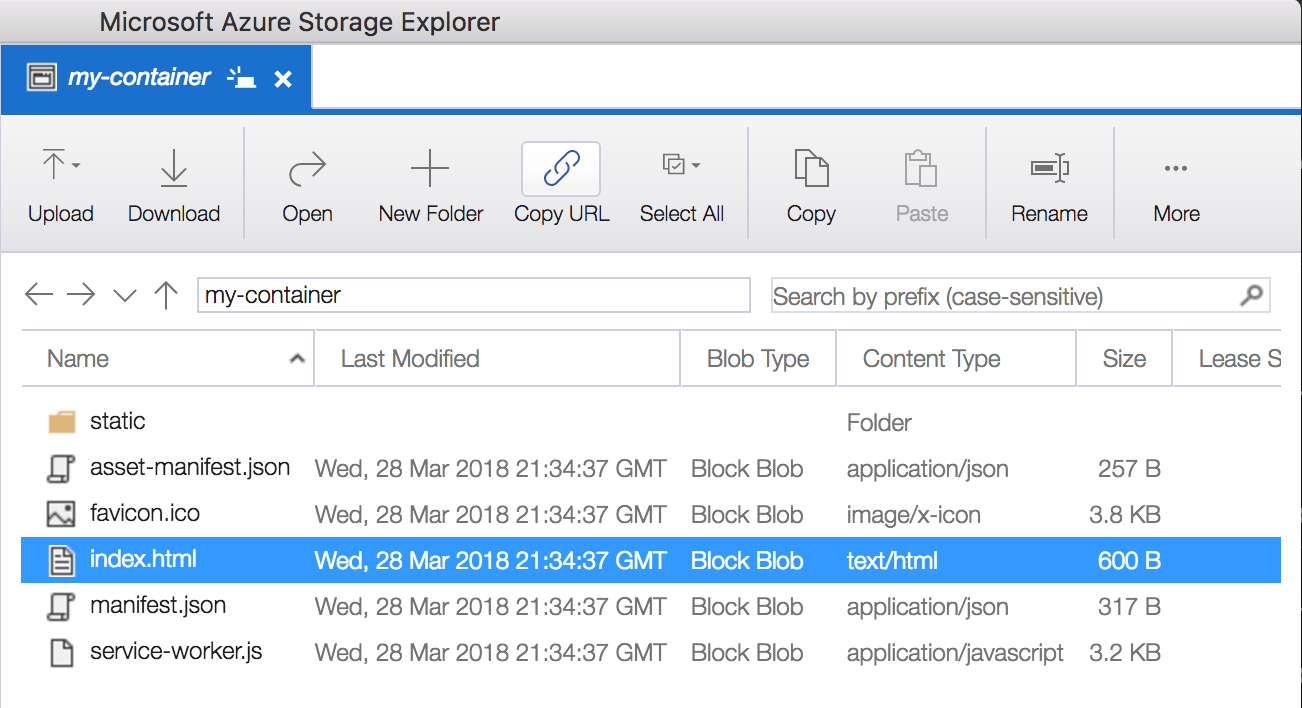 Microsoft Azure Storage Explorer
my-container
Upload Download Open New Folder Copy URL Select All Copy Paste Rename More
my-container Search by prefix (case-sensitive)
Name Last Modified Blob Type Content Type Size Lease S
static Folder
asset-manifest.json Wed, 28 Mar 2018 21:34:37 GMT Block Blob application/json 257 B
favicon.ico Wed, 28 Mar 2018 21:34:37 GMT Block Blob image/x-icon 3.8 KB
index.html Wed, 28 Mar 2018 21:34:37 GMT Block Blob text/html 600 B
manifest.json Wed, 28 Mar 2018 21:34:37 GMT Block Blob application/json 317 B
service-worker.js Wed, 28 Mar 2018 21:34:37 GMT Block Blob application/javascript 3.2 KB